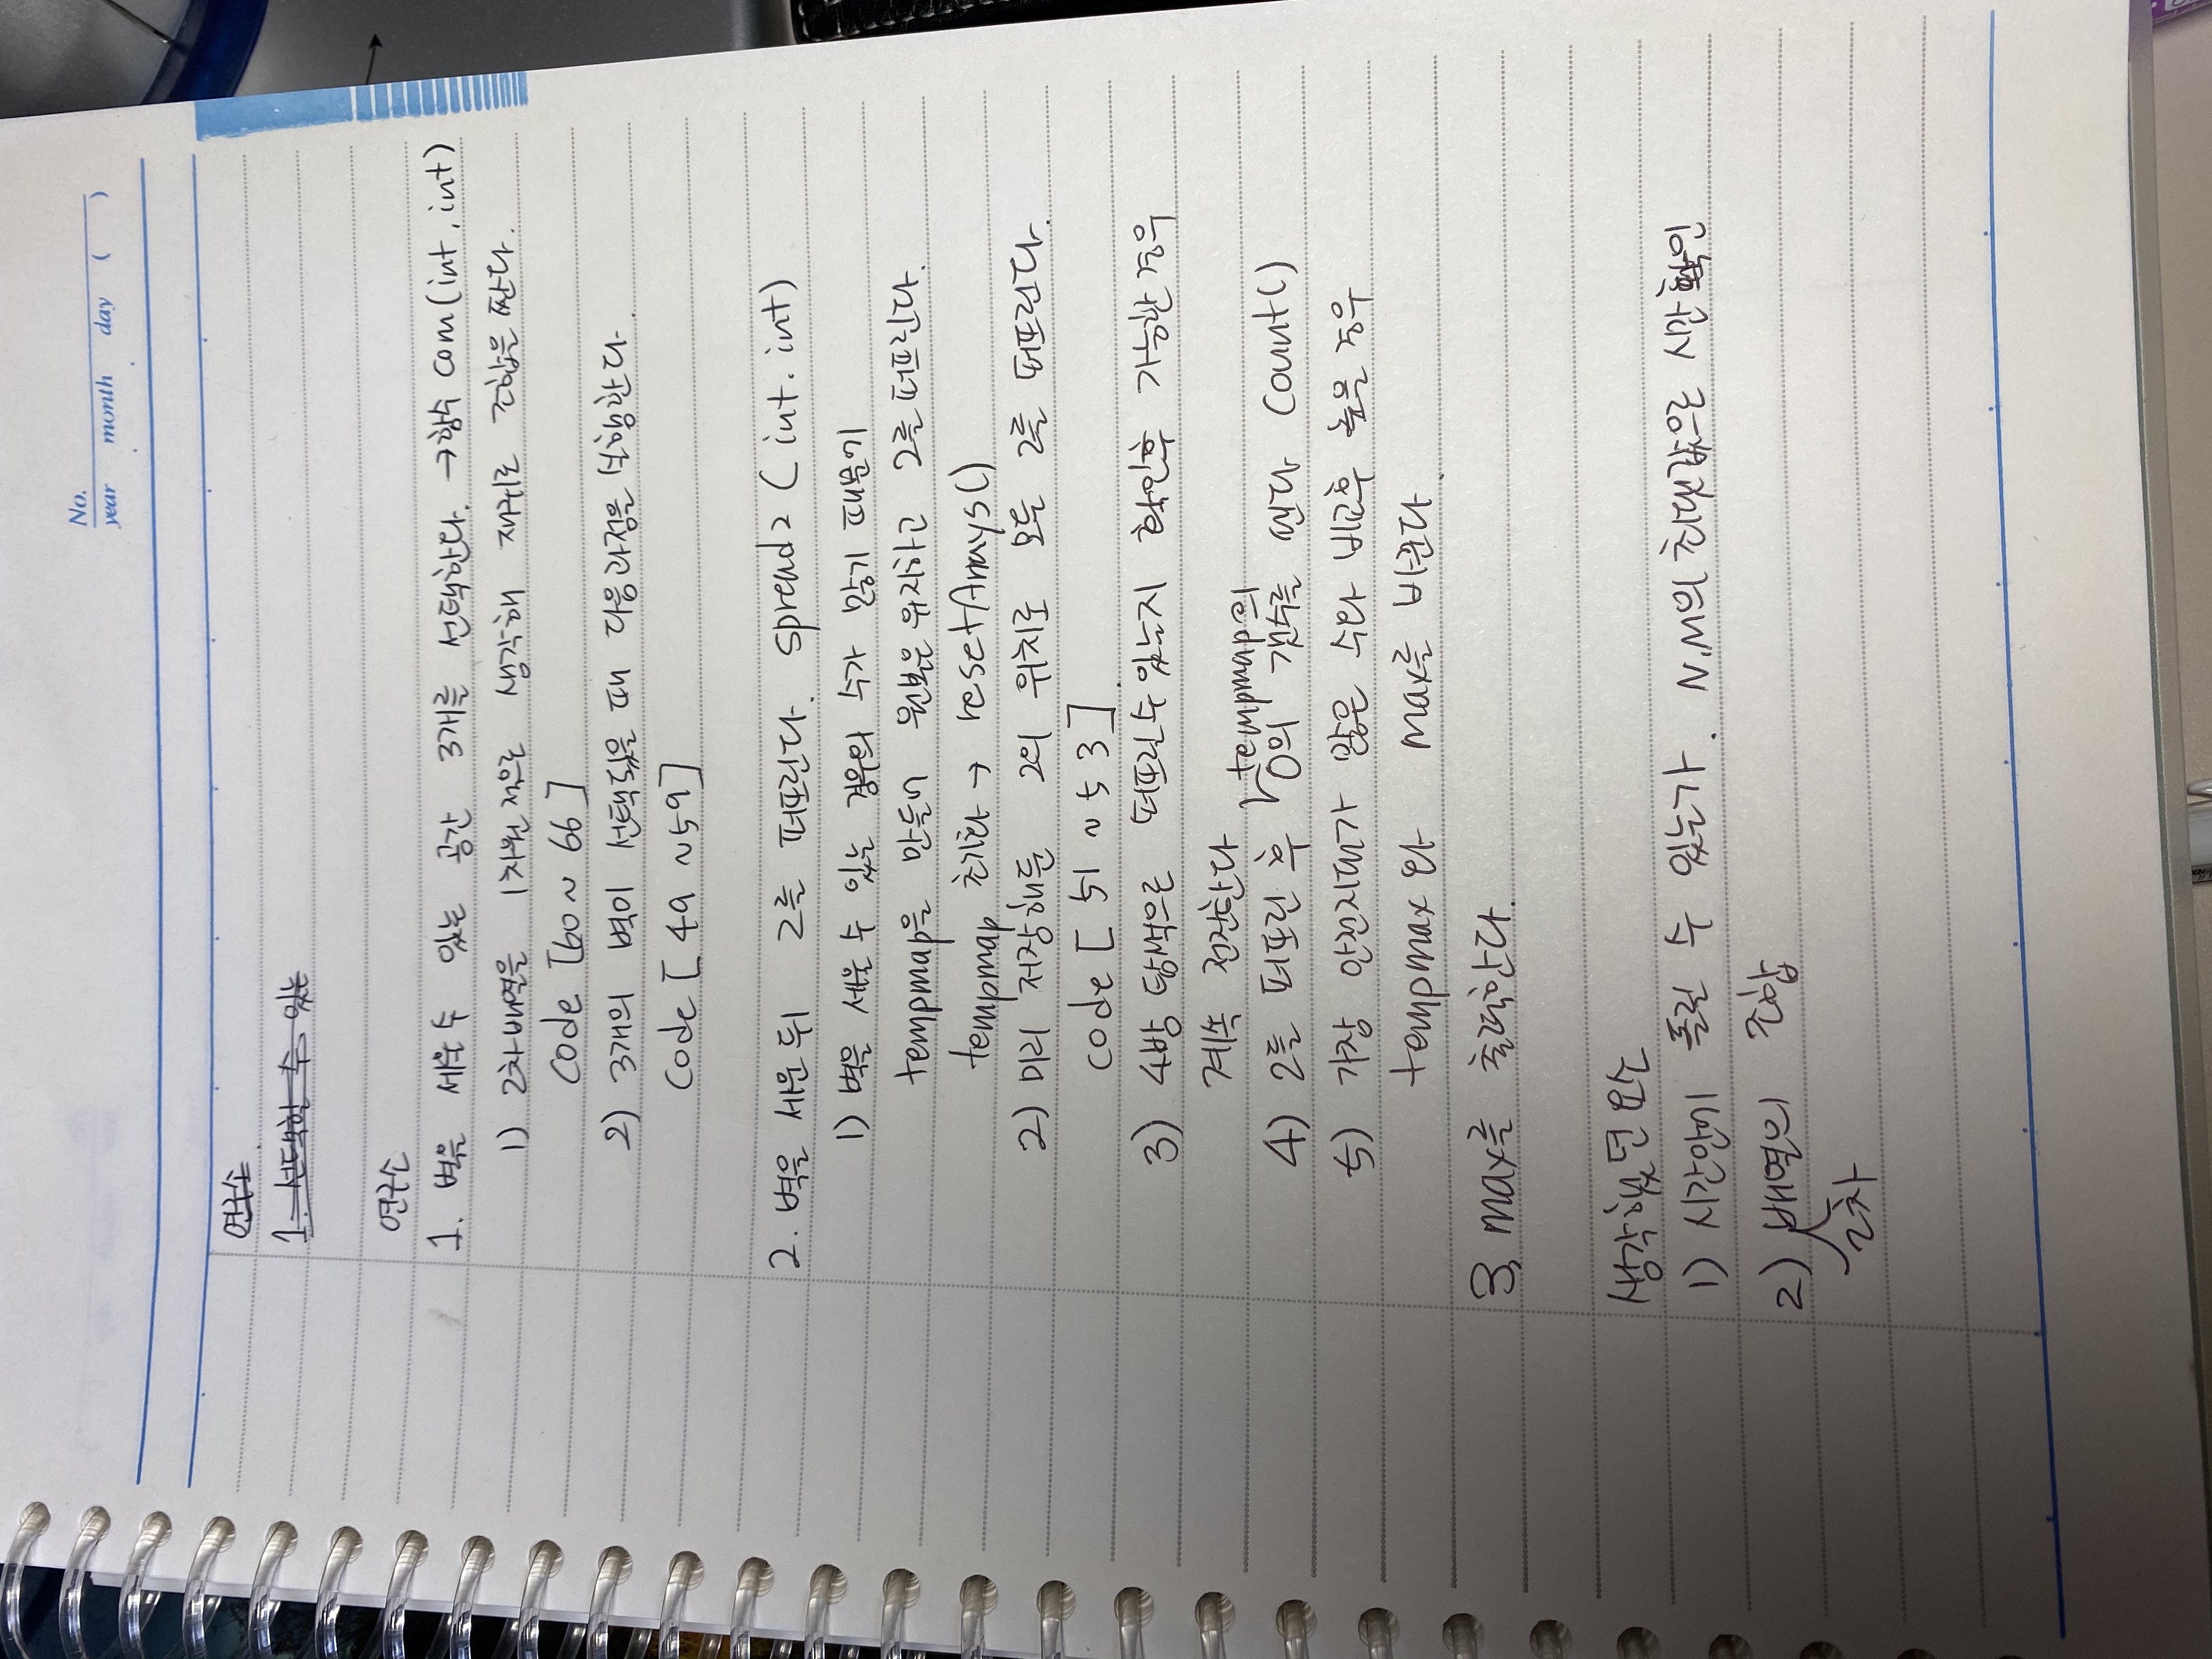 No.
year month day ( )
연구소
1. 선택할 수 있는
연구소
1. 벽을 세울 수 있는 공간 3개를 선택한다. → 함수 com(int, int)
1) 2차배열을 1차원적으로 생각해 재귀로 조합을 짠다.
code [60 ~ 66]
2) 3개의 벽이 선택됬을 때 다음과정을 실행한다.
code [49 ~ 59]
2. 벽을 세운 뒤 2를 퍼프린다. spread2 (int. int)
1) 벽을 세울 수 있는 경우의 수가 많기 때문에
tempmap을 만들어 원본은 유지하고 2를 퍼프린다.
tempmap 초기화 → resetArrays()
2) 미리 저장해둔 2의 위치로 모든 2를 퍼프린다.
code [51 ~ 53].
3) 4방 탐색으로 퍼프릴 수 있는지 확인후 가능한 경우
계속 전진한다
4) 2를 퍼프린 후 tempmap의 0의 갯수를 센다 count()
5) 가장 안전지대가 많은 수와 비교후 높을 경우
tempmax와 max를 바꾼다.
3. max를 출력한다.
생각했던 요소
1) 시간안에 돌릴 수 있는가. N,M의 최댓값으로 시간 확인
2) 2차 배열의 조합